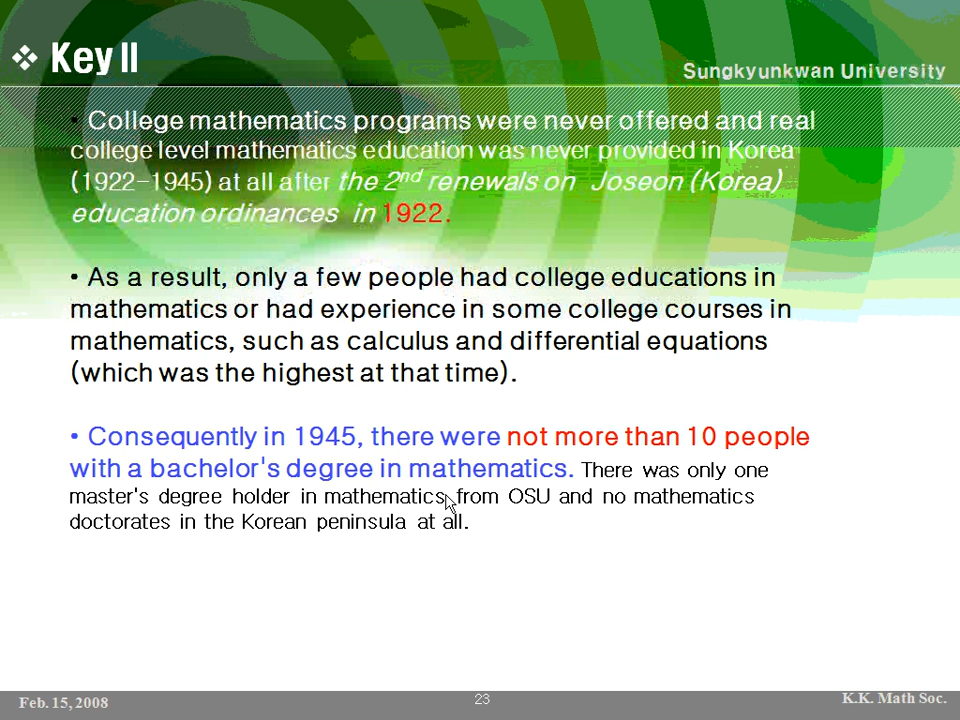 ❖ Key II
Sungkyunkwan University
• College mathematics programs were never offered and real
college level mathematics education was never provided in Korea
(1922-1945) at all after the 2nd renewals on Joseon (Korea)
education ordinances in 1922.
• As a result, only a few people had college educations in
mathematics or had experience in some college courses in
mathematics, such as calculus and differential equations
(which was the highest at that time).
• Consequently in 1945, there were not more than 10 people
with a bachelor's degree in mathematics. There was only one
master's degree holder in mathematics from OSU and no mathematics
doctorates in the Korean peninsula at all.
Feb. 15, 2008
23
K.K. Math Soc.